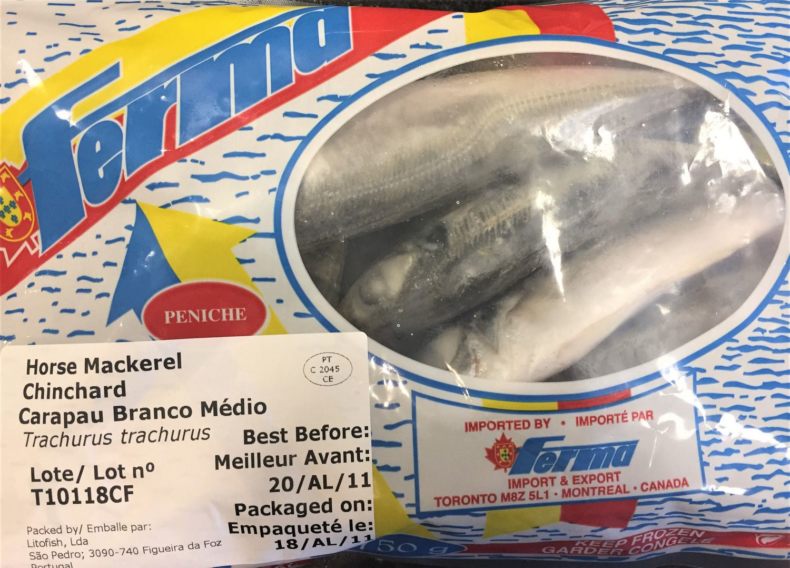 Ferma
PENICHE
Horse Mackerel
Chinchard
Carapau Branco Médio
Trachurus trachurus
PT
C 2045
CE
Lote/ Lot nº
T10118CF
Best Before:
Meilleur Avant:
20/AL/11
Packaged on:
Empaqueté le:
18/AL/11
Packed by/ Emballe par:
Litofish, Lda
São Pedro; 3090-740 Figueira da Foz
Portugal
IMPORTED BY • IMPORTÉ PAR
Ferma
IMPORT & EXPORT
TORONTO M8Z 5L1 • MONTREAL • CANADA
750 g
KEEP FROZEN
GARDER CONGELÉ